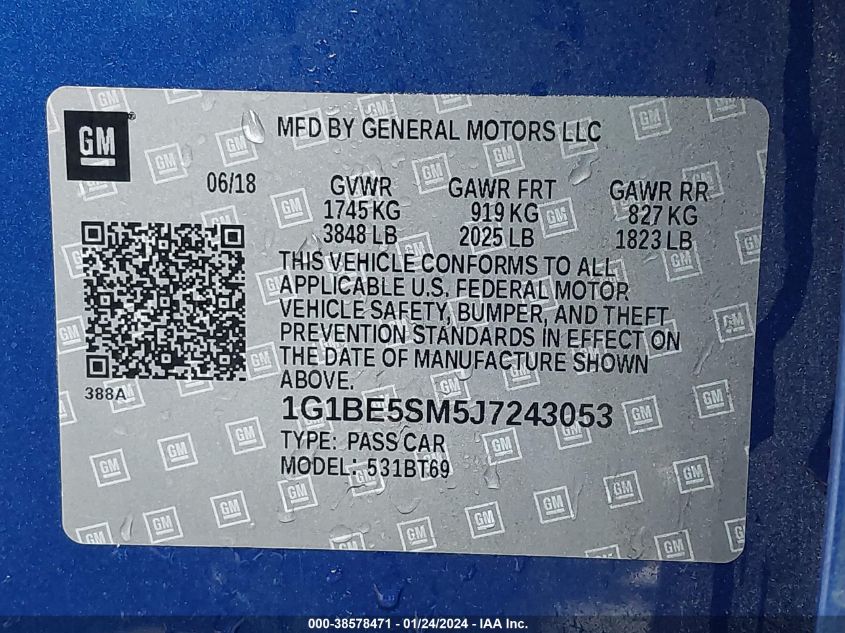 GM
MFD BY GENERAL MOTORS LLC
06/18 GVWR GAWR FRT GAWR RR
1745 KG 919 KG 827 KG
3848 LB 2025 LB 1823 LB
THIS VEHICLE CONFORMS TO ALL
APPLICABLE U.S. FEDERAL MOTOR
VEHICLE SAFETY, BUMPER, AND THEFT
PREVENTION STANDARDS IN EFFECT ON
THE DATE OF MANUFACTURE SHOWN
ABOVE.
388A
1G1BE5SM5J7243053
TYPE: PASS CAR
MODEL: 531BT69
000-38578471 - 01/24/2024 - IAA Inc.